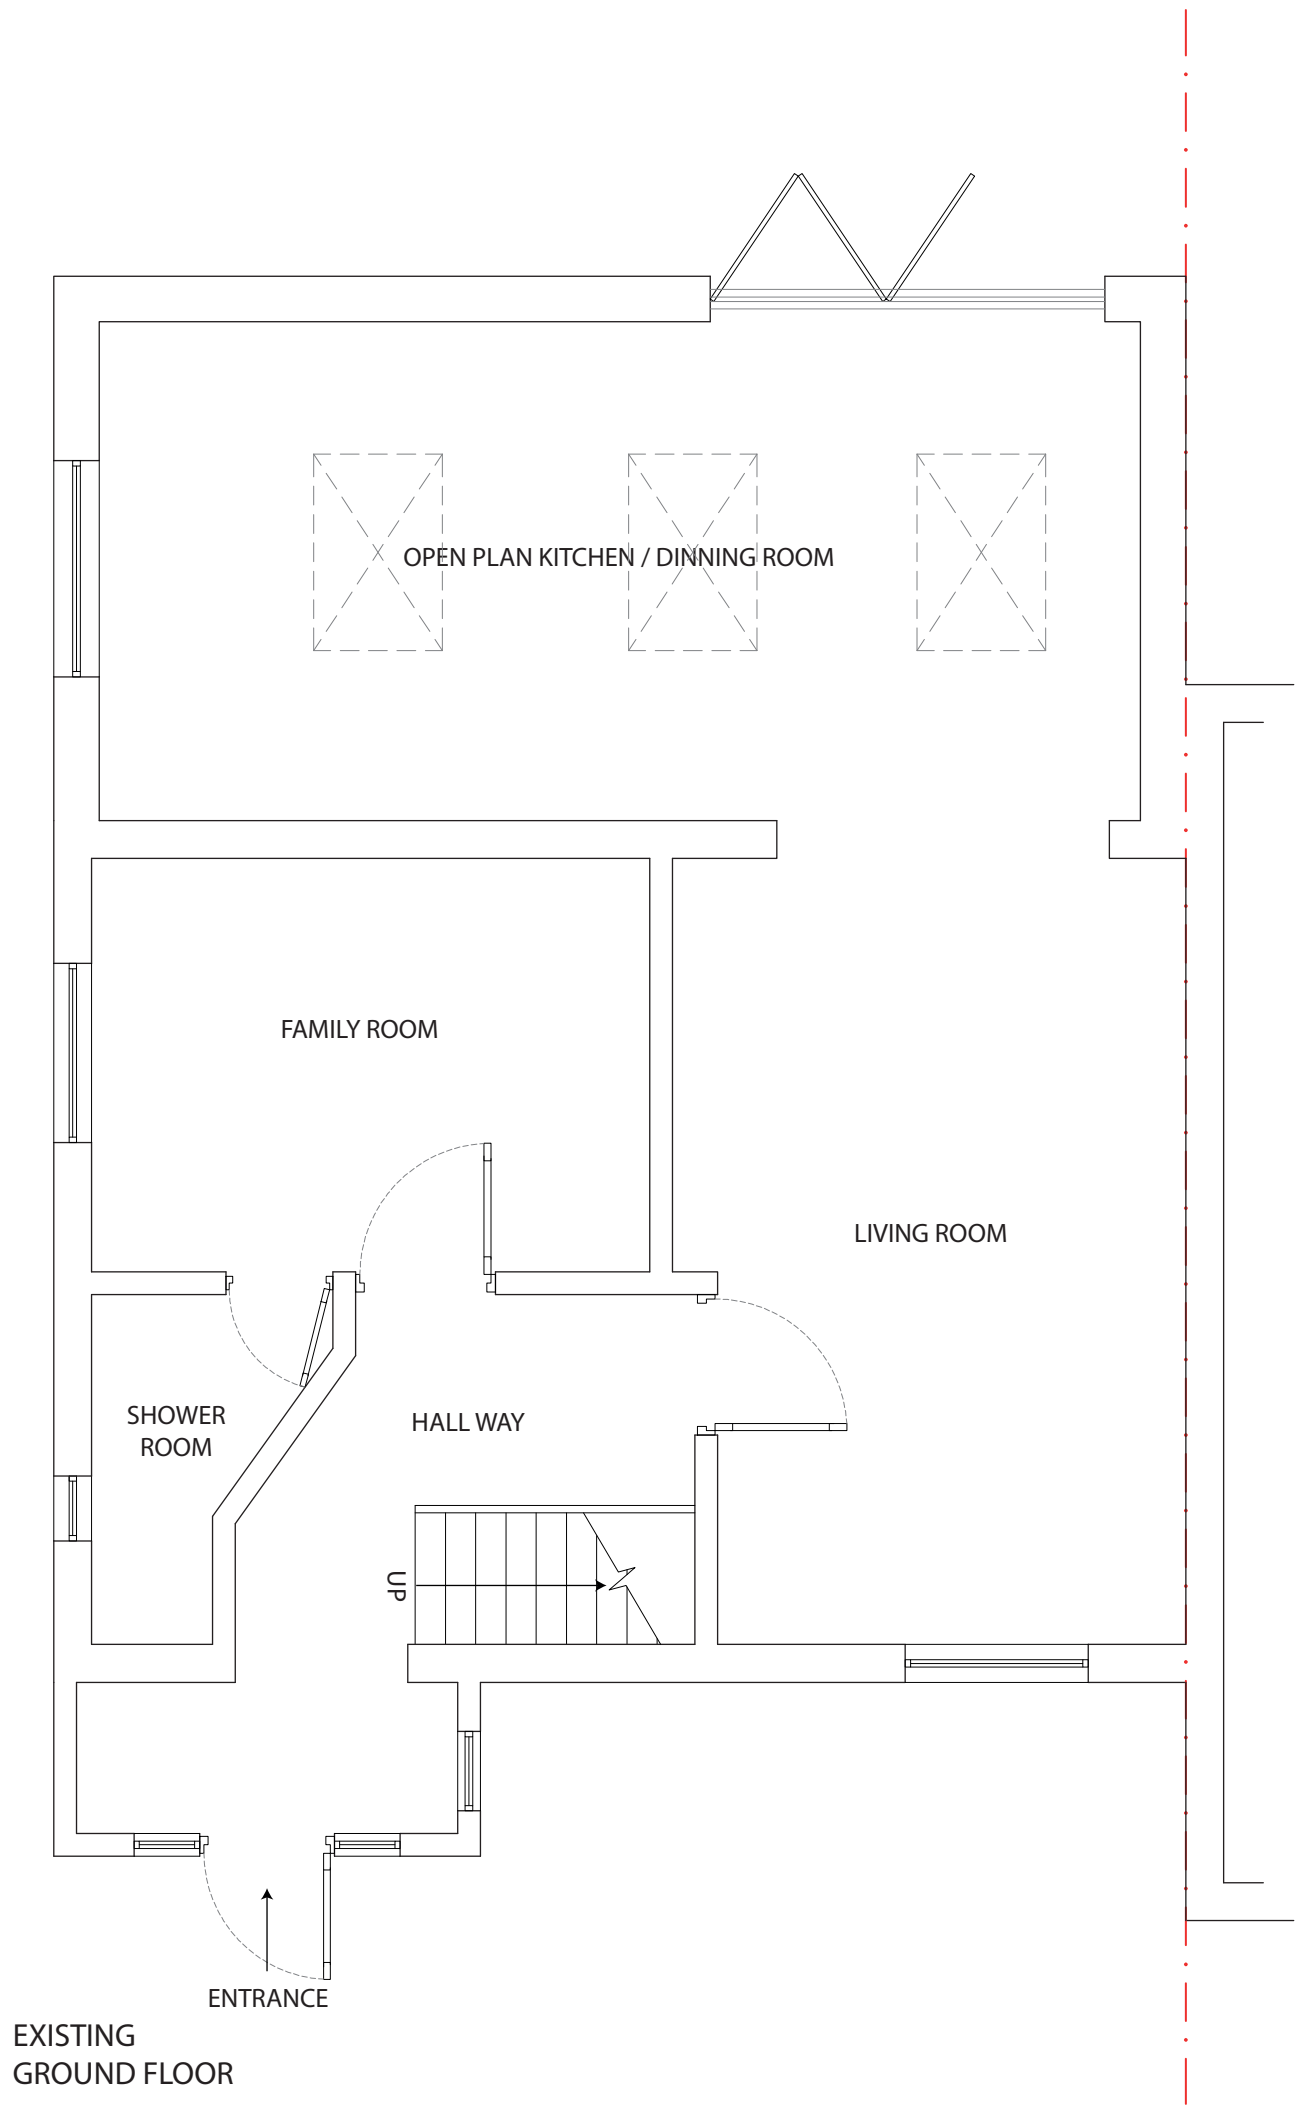 OPEN PLAN KITCHEN / DINNING ROOM
FAMILY ROOM
LIVING ROOM
SHOWER
ROOM
HALL WAY
UP
ENTRANCE
EXISTING
GROUND FLOOR